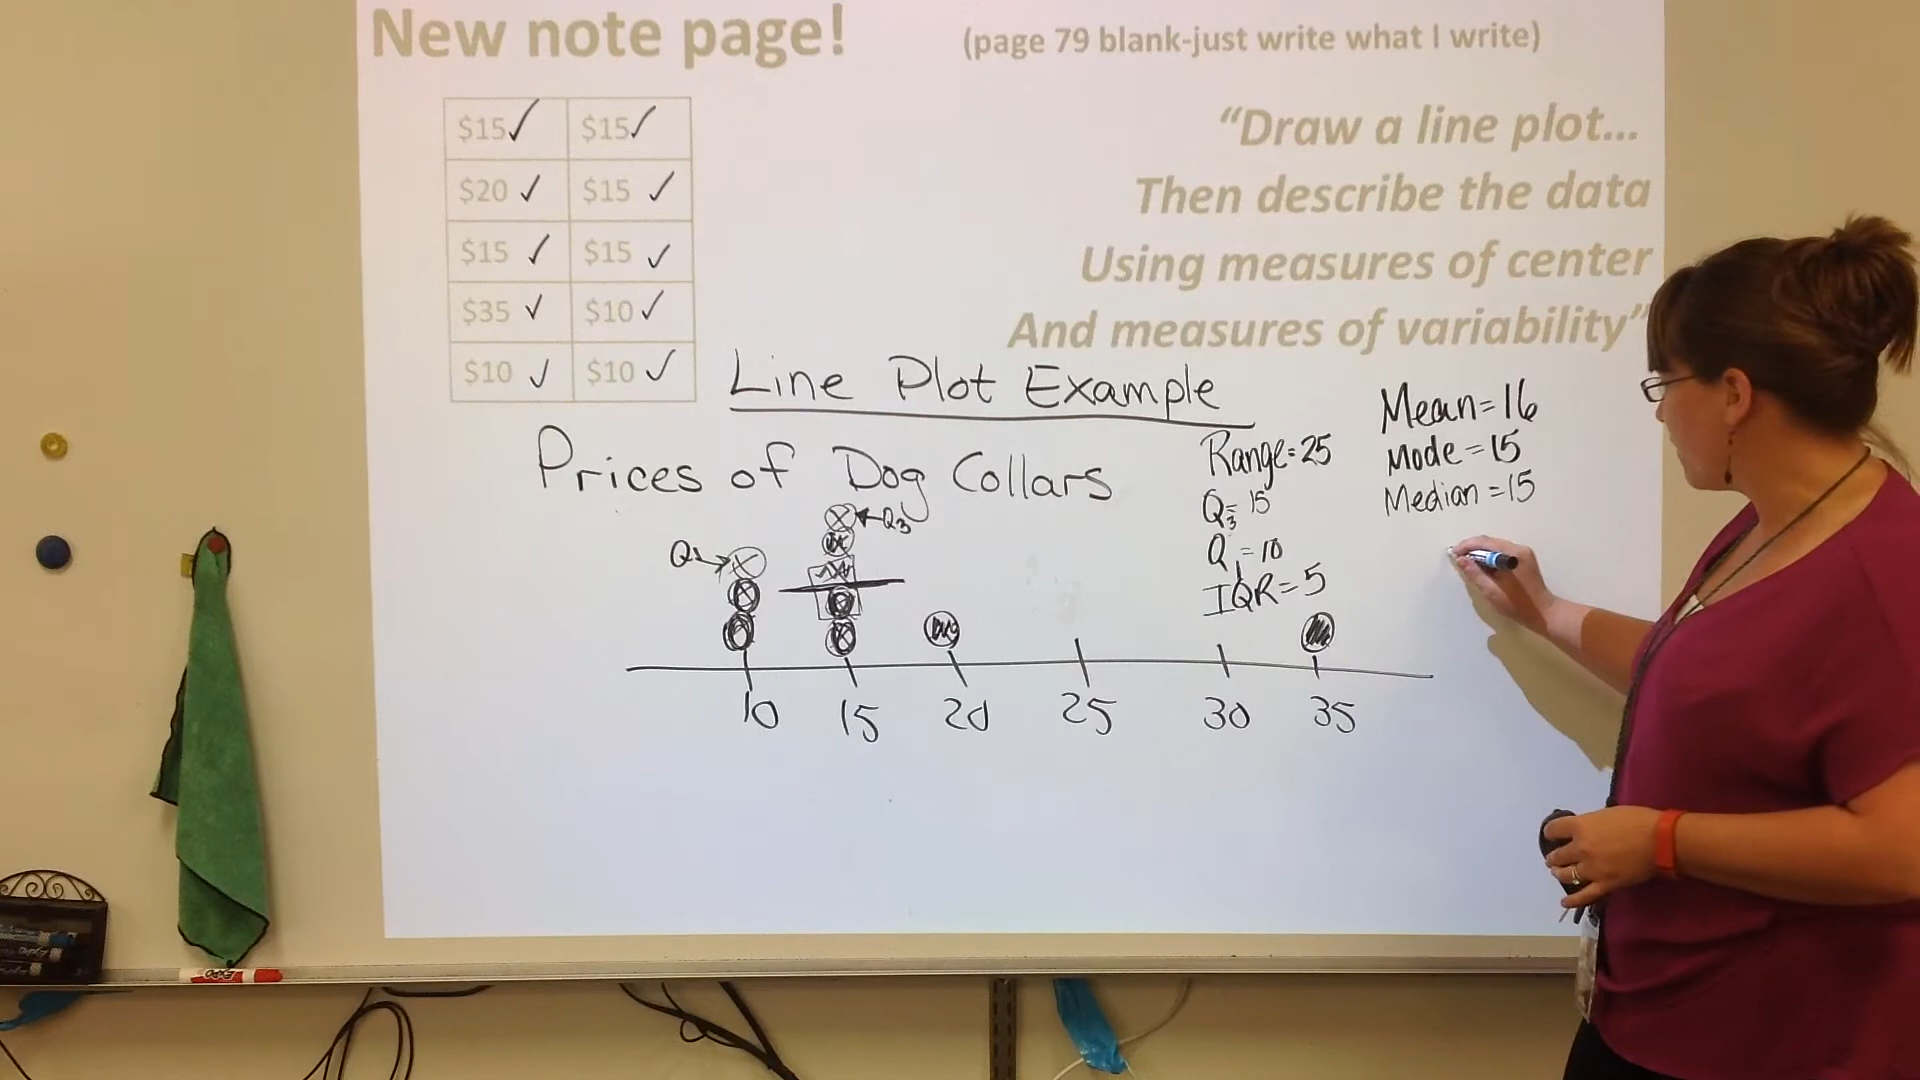 New note page!
(page 79 blank-just write what I write)
$15✓ $15✓
$20 ✓ $15 ✓
$15 ✓ $15 ✓
$35 ✓ $10 ✓
$10 ✓ $10 ✓
“Draw a line plot...
Then describe the data
Using measures of center
And measures of variability”
Line Plot Example
Prices of Dog Collars
Mean=16
Mode=15
Median=15
Range=25
Q3=15
Q1=10
IQR=5
Q3
Q1
10 15 20 25 30 35
EXPO